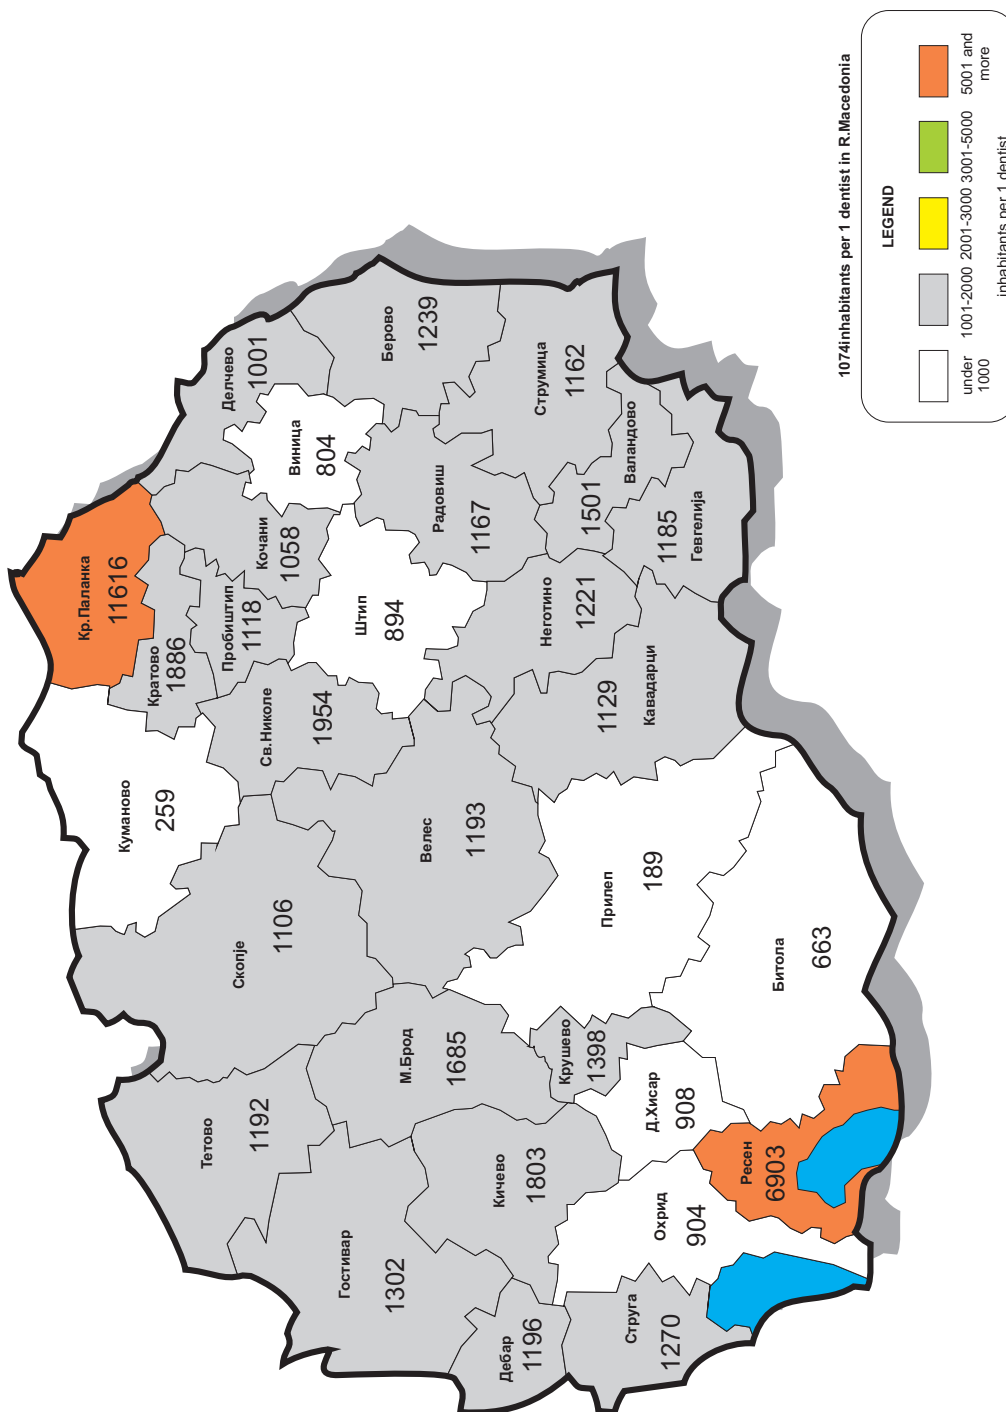 Кр.Паланка
11616
Куманово
259
Кратово
1886
Пробиштип
1118
Кочани
1058
Делчево
1001
Виница
804
Берово
1239
Св.Николе
1954
Штип
894
Радовиш
1167
Струмица
1162
Валандово
1501
Гевгелија
1185
Неготино
1221
Кавадарци
1129
Велес
1193
Скопје
1106
Тетово
1192
Гостивар
1302
М.Брод
1685
Кичево
1803
Дебар
1196
Струга
1270
Охрид
904
Ресен
6903
Д.Хисар
908
Крушево
1398
Прилеп
189
Битола
663
1074inhabitants per 1 dentist in R.Macedonia
LEGEND
under
1000
1001-2000
2001-3000
3001-5000
5001 and
more
inhabitants per 1 dentist